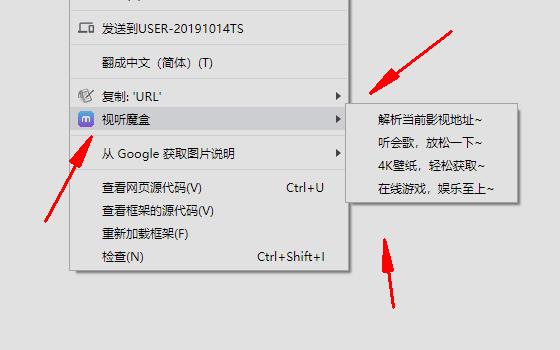 发送到USER-20191014TS
翻成中文（简体）(T)
复制: 'URL'
视听魔盒
从 Google 获取图片说明
查看网页源代码(V) Ctrl+U
查看框架的源代码(V)
重新加载框架(F)
检查(N) Ctrl+Shift+I
解析当前影视地址~
听会歌，放松一下~
4K壁纸，轻松获取~
在线游戏，娱乐至上~